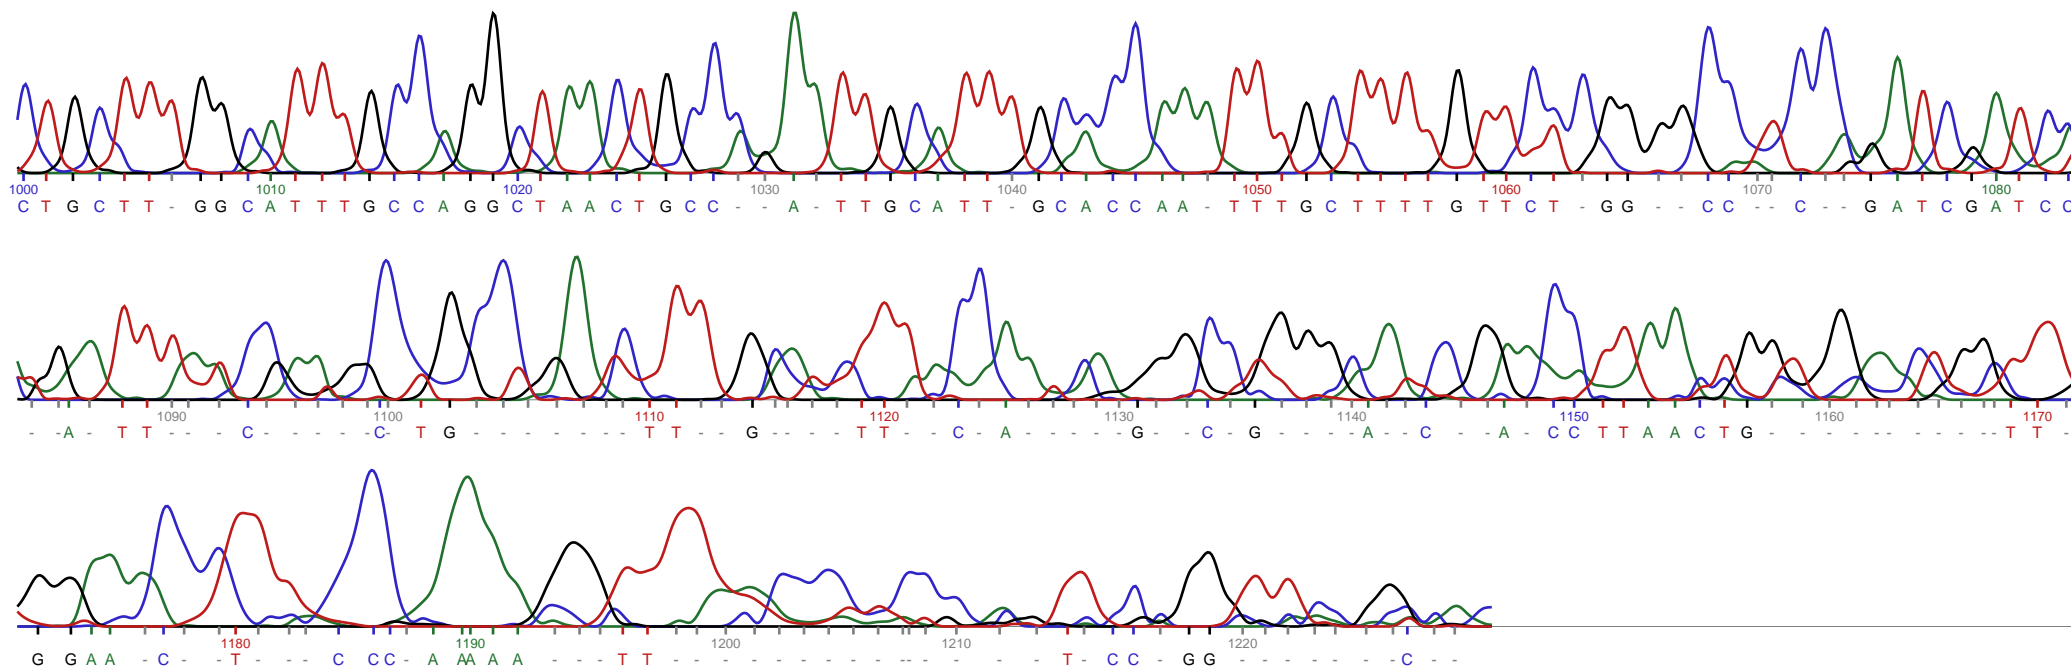 1000 1010 1020 1030 1040 1050 1060 1070 1080
C T G C T T - G G C A T T T G C C A G G C T A A C T G C C - - A - T T G C A T T - G C A C C A A - T T T G C T T T T G T T C T - G G - - C C - - C - - G A T C G A T C C
1090 1100 1110 1120 1130 1140 1150 1160 1170
- - A - T T - - - C - - - - - C - T G - - - - - - - - T T - - G - - - - T T - - C - A - - - - - G - C - G - - - - A - - C - - A - C C T T A A C T G - - - - - - - - - - - - T T -
1180 1190 1200 1210 1220
G G A A - C - - T - - - - C C C - A A A A A - - - T T - - - - - - - - - - - - - - - - - T - C C - G G - - - - - - - C - -